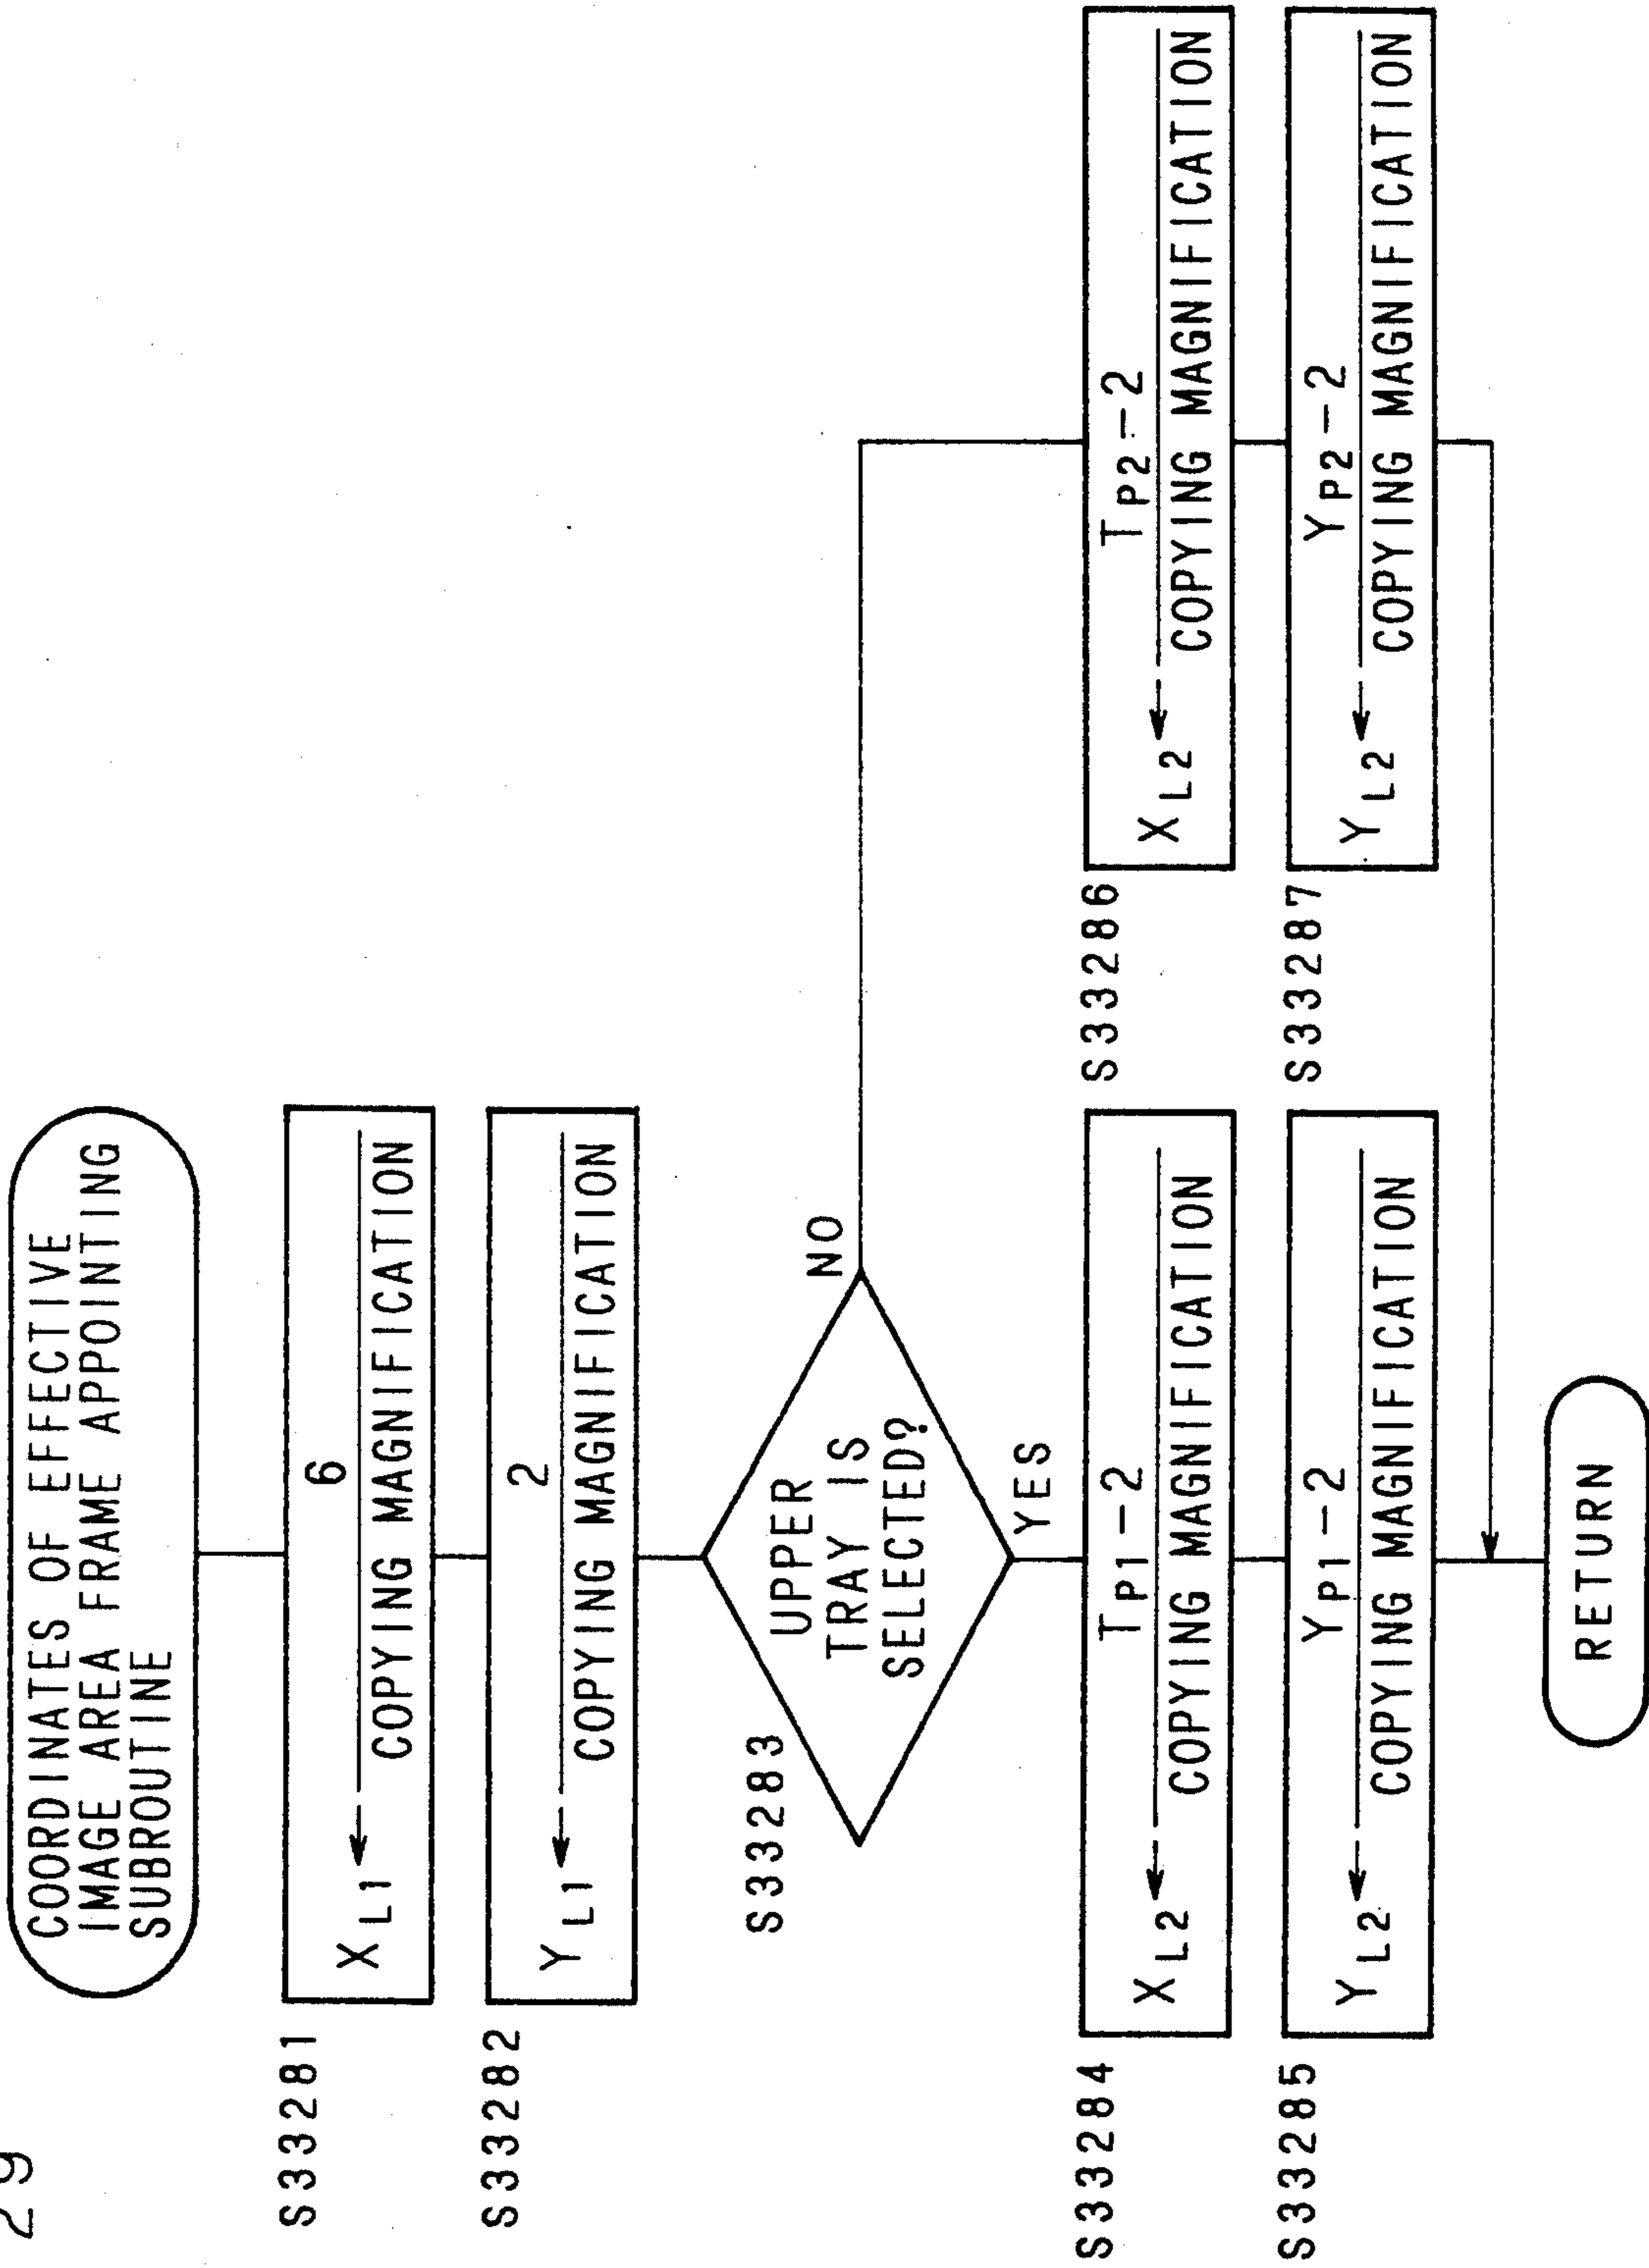 29
COORDINATES OF EFFECTIVE
IMAGE AREA FRAME APPOINTING
SUBROUTINE
S33281
6
XL1 ← COPYING MAGNIFICATION
S33282
2
YL1 ← COPYING MAGNIFICATION
S33283
UPPER
TRAY IS
SELECTED?
NO
YES
S33284
TP1-2
XL2 ← COPYING MAGNIFICATION
S33285
YP1-2
YL2 ← COPYING MAGNIFICATION
S33286
TP2-2
XL2 ← COPYING MAGNIFICATION
S33287
YP2-2
YL2 ← COPYING MAGNIFICATION
RETURN